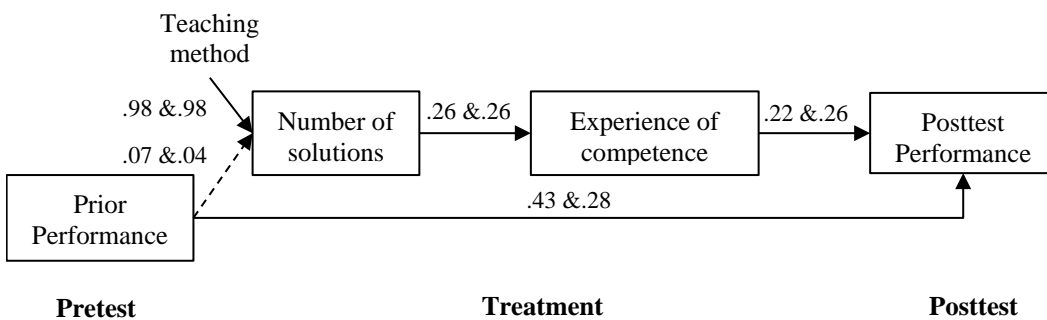 Teaching
method
.98 &.98
.07 &.04
Number of
solutions
.26 &.26
Experience of
competence
.22 &.26
Posttest
Performance
Prior
Performance
.43 &.28
Pretest
Treatment
Posttest